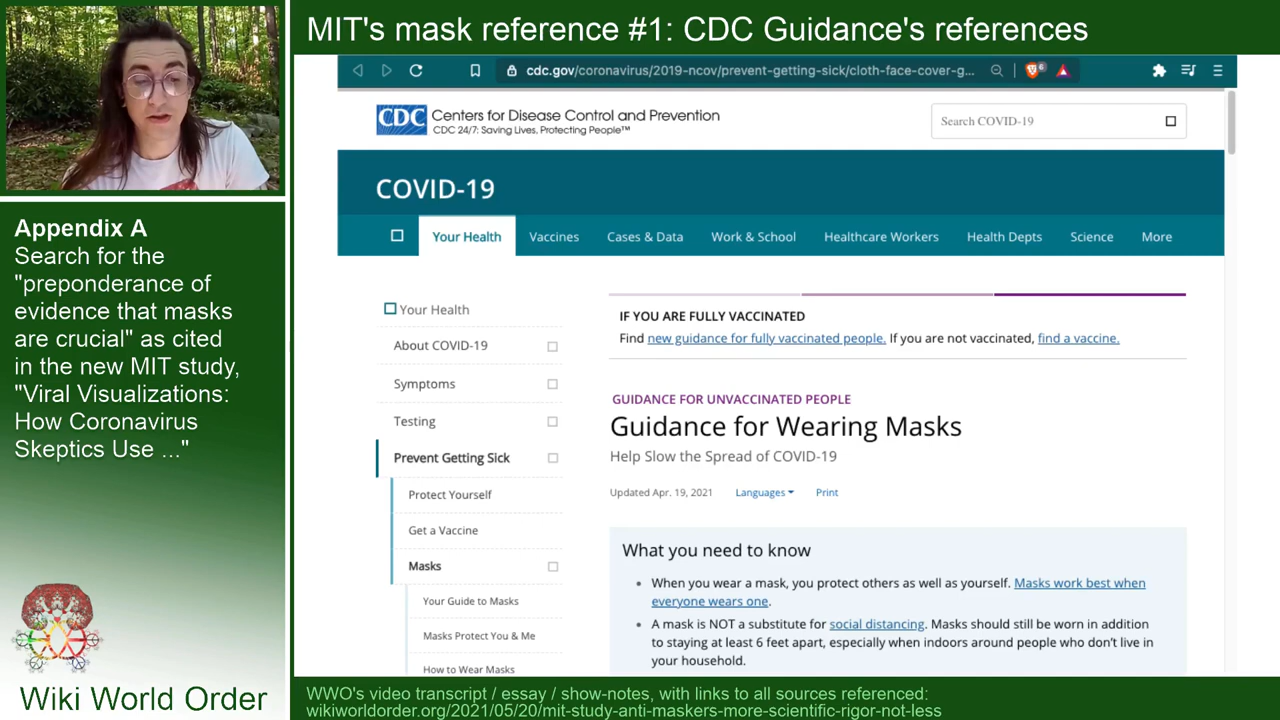 MIT's mask reference #1: CDC Guidance's references
Appendix A
Search for the
"preponderance of
evidence that masks
are crucial" as cited
in the new MIT study,
"Viral Visualizations:
How Coronavirus
Skeptics Use ..."
Wiki World Order
cdc.gov/coronavirus/2019-ncov/prevent-getting-sick/cloth-face-cover-g...
6
CDC
Centers for Disease Control and Prevention
CDC 24/7: Saving Lives, Protecting People™
Search COVID-19
COVID-19
Your Health
Vaccines
Cases & Data
Work & School
Healthcare Workers
Health Depts
Science
More
Your Health
About COVID-19
Symptoms
Testing
Prevent Getting Sick
Protect Yourself
Get a Vaccine
Masks
Your Guide to Masks
Masks Protect You & Me
How to Wear Masks
IF YOU ARE FULLY VACCINATED
Find new guidance for fully vaccinated people. If you are not vaccinated, find a vaccine.
GUIDANCE FOR UNVACCINATED PEOPLE
Guidance for Wearing Masks
Help Slow the Spread of COVID-19
Updated Apr. 19, 2021
Languages
Print
What you need to know
When you wear a mask, you protect others as well as yourself. Masks work best when
everyone wears one.
A mask is NOT a substitute for social distancing. Masks should still be worn in addition
to staying at least 6 feet apart, especially when indoors around people who don't live in
your household.
WWO's video transcript / essay / show-notes, with links to all sources referenced:
wikiworldorder.org/2021/05/20/mit-study-anti-maskers-more-scientific-rigor-not-less